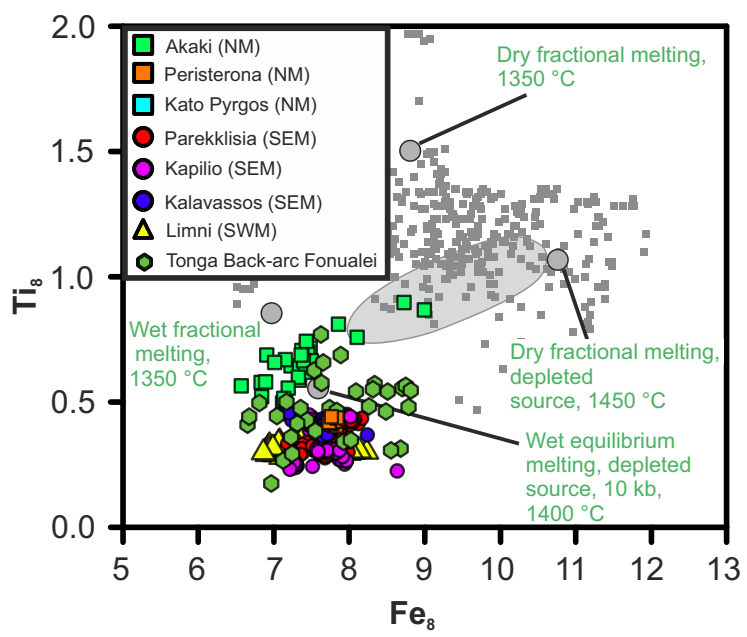 2.0
1.5
1.0
0.5
0.0
Ti₈
Akaki (NM)
Peristerona (NM)
Kato Pyrgos (NM)
Parekklisia (SEM)
Kapilio (SEM)
Kalavassos (SEM)
Limni (SWM)
Tonga Back-arc Fonualei
Dry fractional melting,
1350 °C
Wet fractional
melting,
1350 °C
Dry fractional melting,
depleted
source, 1450 °C
Wet equilibrium
melting, depleted
source, 10 kb,
1400 °C
5 6 7 8 9 10 11 12 13
Fe₈